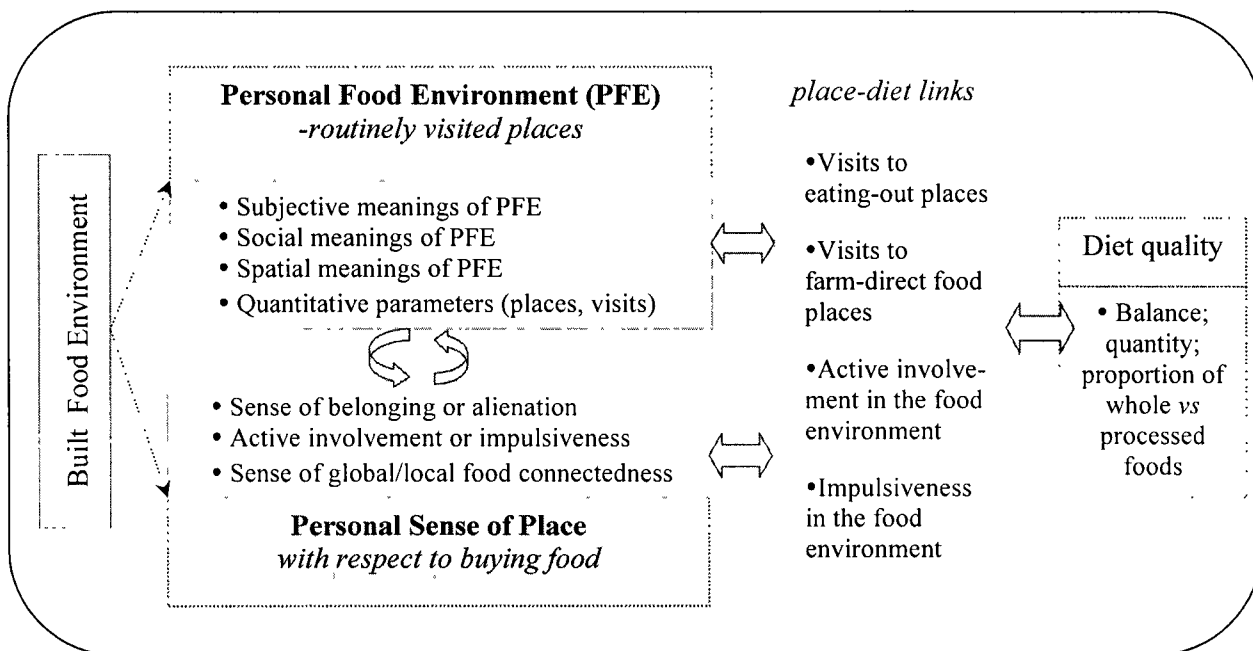 Built Food Environment
Personal Food Environment (PFE)
-routinely visited places
• Subjective meanings of PFE
• Social meanings of PFE
• Spatial meanings of PFE
• Quantitative parameters (places, visits)
• Sense of belonging or alienation
• Active involvement or impulsiveness
• Sense of global/local food connectedness
Personal Sense of Place
with respect to buying food
place-diet links
•Visits to
eating-out places
•Visits to
farm-direct food
places
•Active involve-
ment in the food
environment
•Impulsiveness
in the food
environment
Diet quality
• Balance;
quantity;
proportion of
whole vs
processed
foods